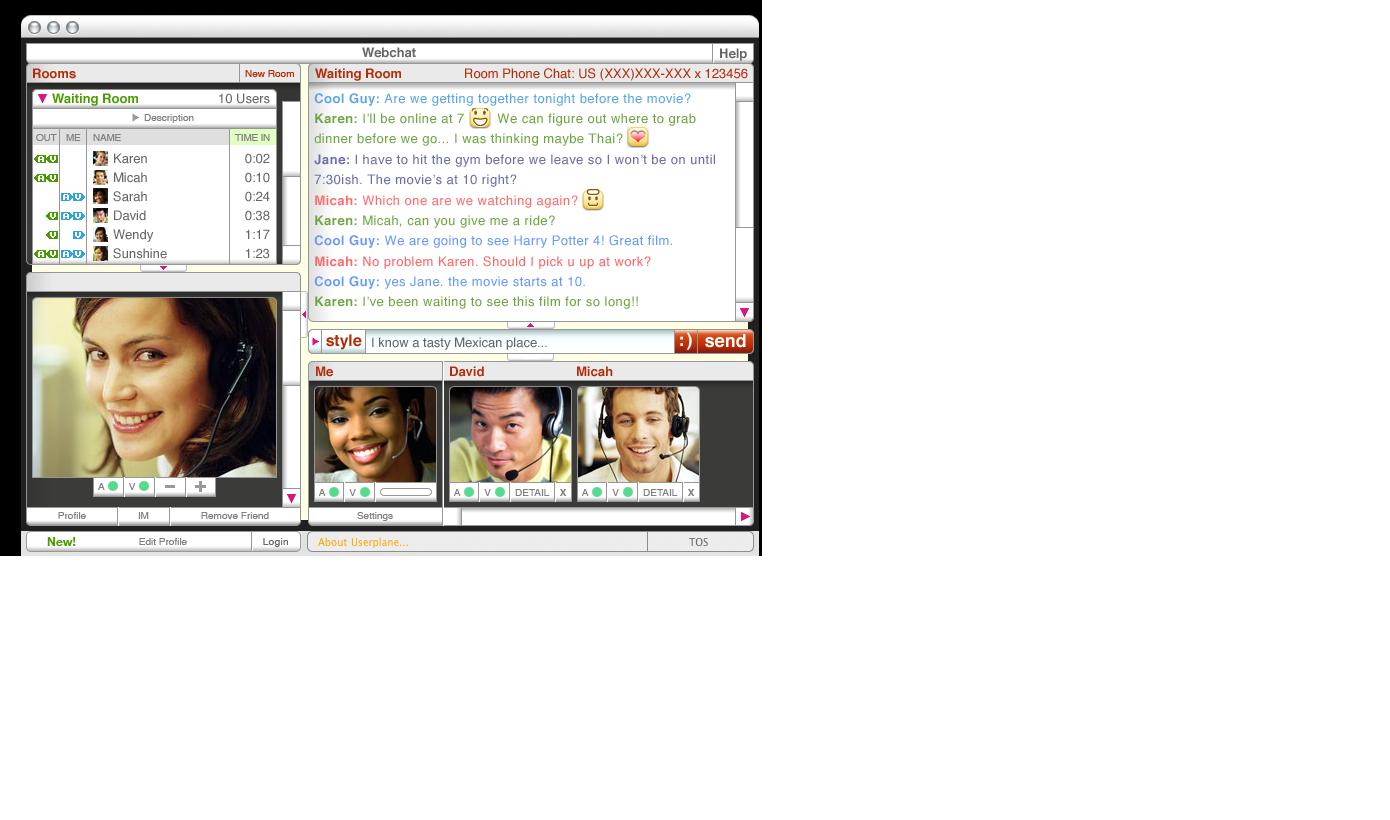 Webchat
Help
Rooms
New Room
Waiting Room
10 Users
Description
OUT ME NAME TIME IN
A V Karen 0:02
A V Micah 0:10
A V Sarah 0:24
V A V David 0:38
V V Wendy 1:17
A V A V Sunshine 1:23
A V
Profile IM Remove Friend
New! Edit Profile Login
Waiting Room Room Phone Chat: US (XXX)XXX-XXX x 123456
Cool Guy: Are we getting together tonight before the movie?
Karen: I'll be online at 7 We can figure out where to grab
dinner before we go... I was thinking maybe Thai?
Jane: I have to hit the gym before we leave so I won't be on until
7:30ish. The movie's at 10 right?
Micah: Which one are we watching again?
Karen: Micah, can you give me a ride?
Cool Guy: We are going to see Harry Potter 4! Great film.
Micah: No problem Karen. Should I pick u up at work?
Cool Guy: yes Jane. the movie starts at 10.
Karen: I've been waiting to see this film for so long!!
style I know a tasty Mexican place... :) send
Me David Micah
A V A V DETAIL X A V DETAIL X
Settings
About Userplane... TOS